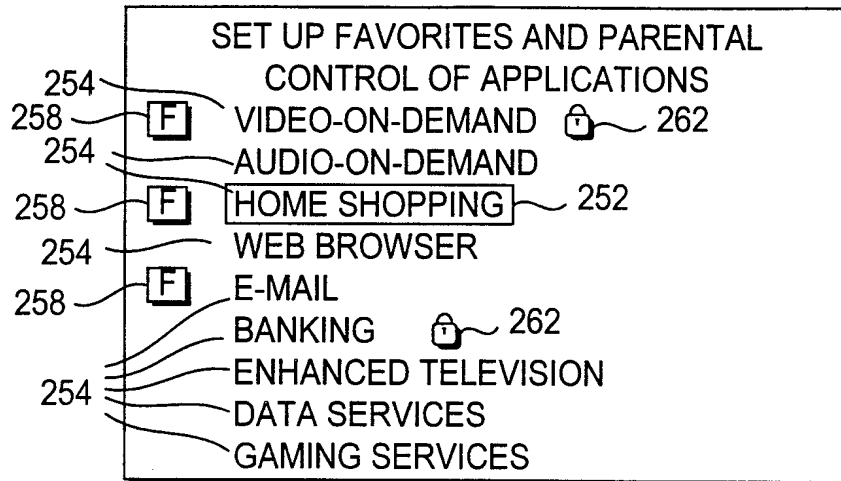 SET UP FAVORITES AND PARENTAL
CONTROL OF APPLICATIONS
254
258 F VIDEO-ON-DEMAND 262
254
AUDIO-ON-DEMAND
258 F HOME SHOPPING 252
254 WEB BROWSER
258 F E-MAIL
BANKING 262
ENHANCED TELEVISION
254
DATA SERVICES
GAMING SERVICES